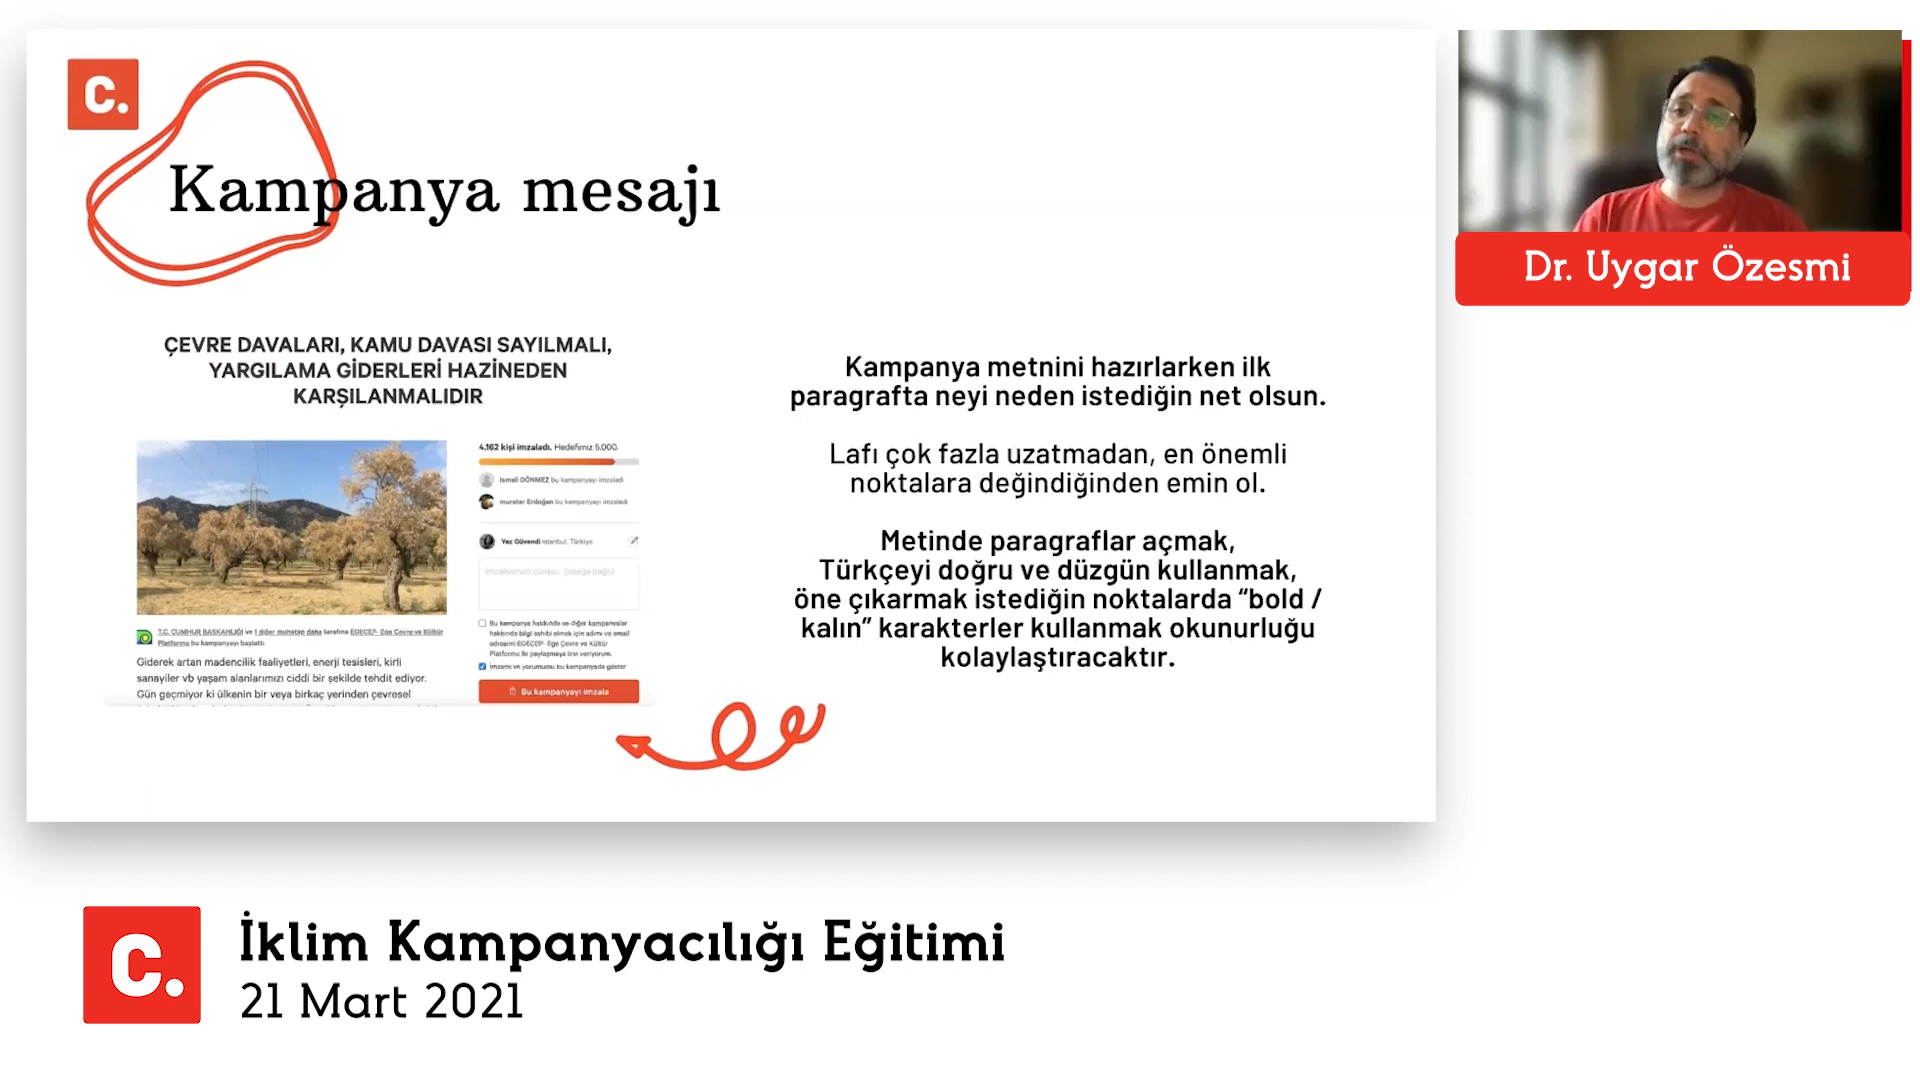 C.
Kampanya mesajı
ÇEVRE DAVALARI, KAMU DAVASI SAYILMALI,
YARGILAMA GİDERLERİ HAZİNEDEN
KARŞILANMALIDIR
4.162 kişi imzaladı. Hedefimiz 5.000.
İsmail DÖNMEZ bu kampanyayı imzaladı
murater Erdoğan bu kampanyayı imzaladı
Yaz Güvendi İstanbul, Türkiye
İmzalıyorum çünkü... (isteğe bağlı)
Bu kampanya hakkında ve diğer kampanyalar
hakkında bilgi sahibi olmak için adımı ve email
adresimi EGEÇEP- Ege Çevre ve Kültür
Platformu ile paylaşmaya izin veriyorum.
İmzamı ve yorumumu bu kampanyada göster
Bu kampanyayı imzala
T.C. CUMHUR BAŞKANLIĞI ve 1 diğer muhatap daha tarafına EGEÇEP- Ege Çevre ve Kültür
Platformu bu kampanyayı başlattı
Giderek artan madencilik faaliyetleri, enerji tesisleri, kirli
sanayiler vb yaşam alanlarımızı ciddi bir şekilde tehdit ediyor.
Gün geçmiyor ki ülkenin bir veya birkaç yerinden çevresel
Kampanya metnini hazırlarken ilk
paragrafta neyi neden istediğin net olsun.
Lafı çok fazla uzatmadan, en önemli
noktalara değindiğinden emin ol.
Metinde paragraflar açmak,
Türkçeyi doğru ve düzgün kullanmak,
öne çıkarmak istediğin noktalarda “bold /
kalın” karakterler kullanmak okunurluğu
kolaylaştıracaktır.
Dr. Uygar Özesmi
C.
İklim Kampanyacılığı Eğitimi
21 Mart 2021